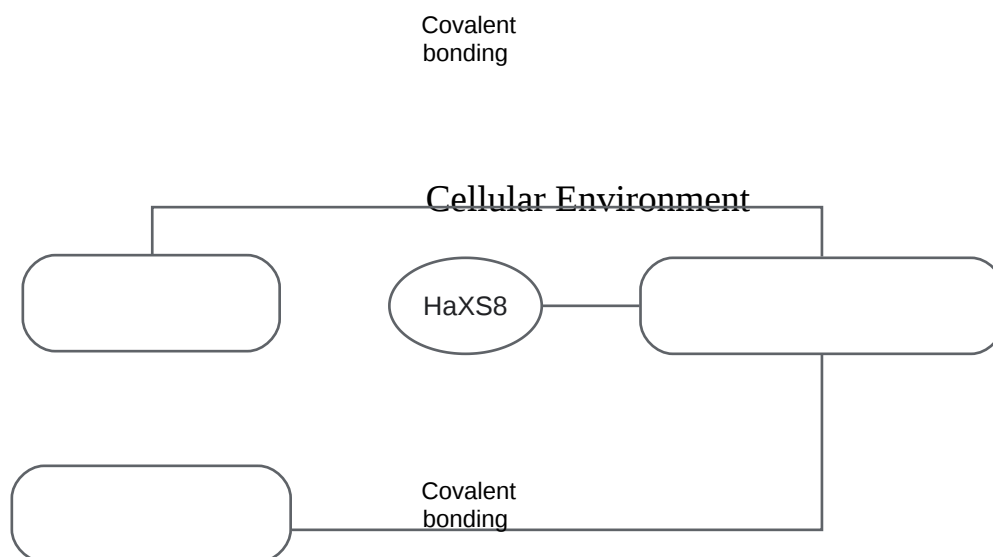 Covalent
bonding
Cellular Environment
HaXS8
Covalent
bonding